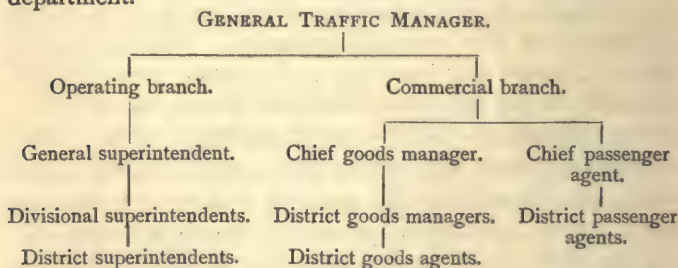 department.
GENERAL TRAFFIC MANAGER.
Operating branch. Commercial branch.
General superintendent. Chief goods manager. Chief passenger
agent.
Divisional superintendents. District goods managers. District passenger
agents.
District superintendents. District goods agents.